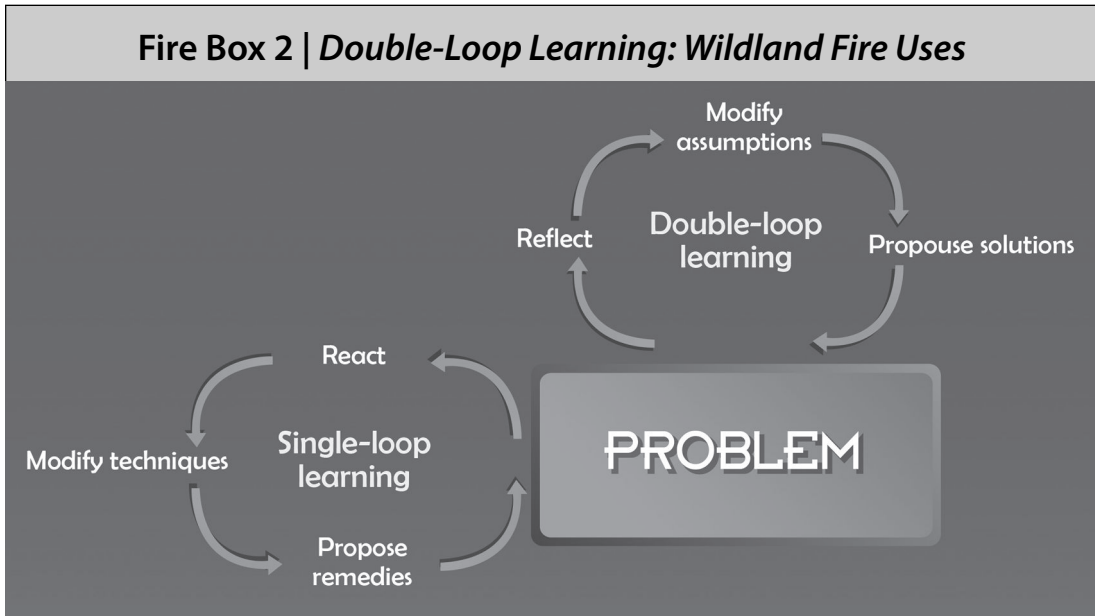 Fire Box 2 | Double-Loop Learning: Wildland Fire Uses
Modify
assumptions
Reflect
Double-loop
learning
Propouse solutions
React
Single-loop
learning
Modify techniques
Propose
remedies
PROBLEM